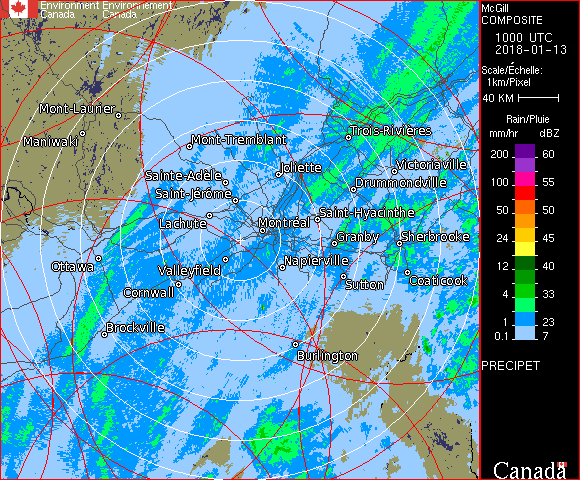 Environment Environnement
Canada Canada
McGill
COMPOSITE
1000 UTC
2018-01-13
Scale/Échelle:
1km/Pixel
40 KM
Rain/Pluie
mm/hr dBZ
200 60
100 55
50 50
24 45
12 40
4 33
1 23
0.1 7
PRECIPET
Canada
Mont-Laurier
Maniwaki
Mont-Tremblant
Trois-Rivières
Joliette
Victoriaville
Sainte-Adèle
Drummondville
Saint-Jérôme
Saint-Hyacinthe
Lachute
Montréal
Granby
Sherbrooke
Ottawa
Valleyfield
Napierville
Cornwall
Sutton
Coaticook
Brockville
Burlington